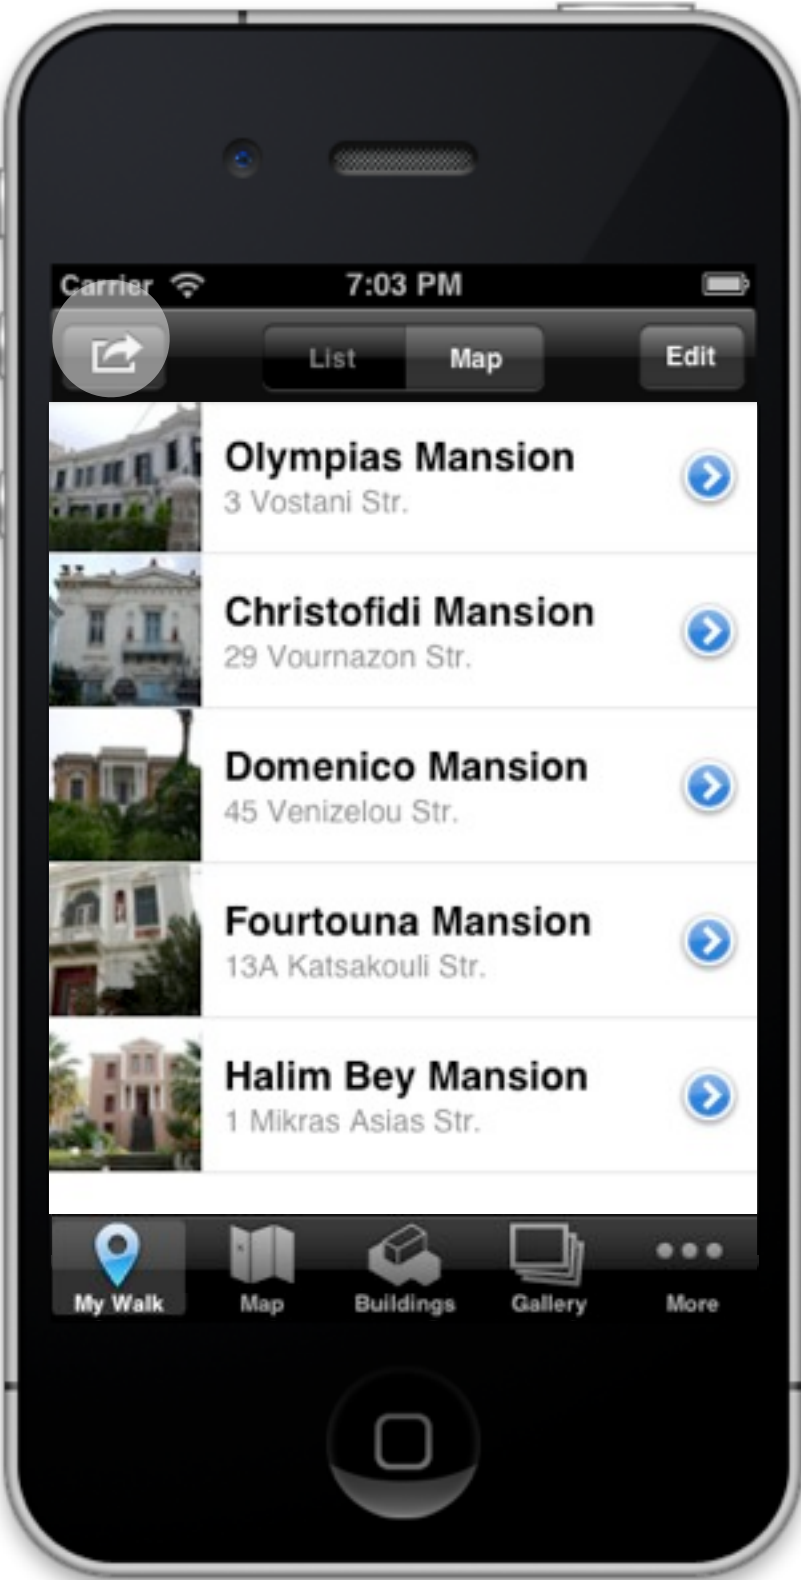 Carrier 7:03 PM
List Map Edit
Olympias Mansion
3 Vostani Str.
Christofidi Mansion
29 Vournazon Str.
Domenico Mansion
45 Venizelou Str.
Fourtouna Mansion
13A Katsakouli Str.
Halim Bey Mansion
1 Mikras Asias Str.
My Walk Map Buildings Gallery More